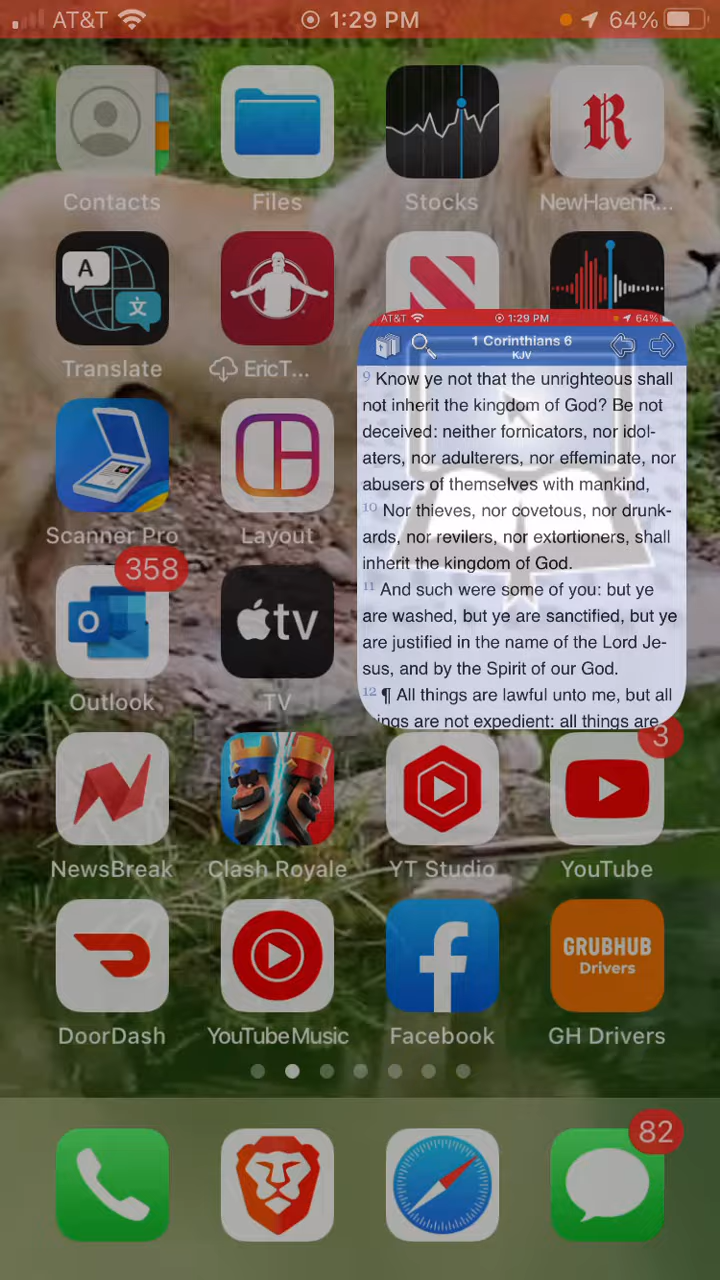 AT&T 1:29 PM 64%
Contacts Files Stocks NewHavenR...
A 文
Translate EricT...
AT&T 1:29 PM 64%
1 Corinthians 6
KJV
9 Know ye not that the unrighteous shall
not inherit the kingdom of God? Be not
deceived: neither fornicators, nor idol-
aters, nor adulterers, nor effeminate, nor
abusers of themselves with mankind,
10 Nor thieves, nor covetous, nor drunk-
ards, nor revilers, nor extortioners, shall
inherit the kingdom of God.
11 And such were some of you: but ye
are washed, but ye are sanctified, but ye
are justified in the name of the Lord Je-
sus, and by the Spirit of our God.
12 ¶ All things are lawful unto me, but all
ings are not expedient: all things are
Scanner Pro Layout
358
O tv
Outlook TV
3
NewsBreak Clash Royale YT Studio YouTube
GRUBHUB
Drivers
DoorDash YouTubeMusic Facebook GH Drivers
82